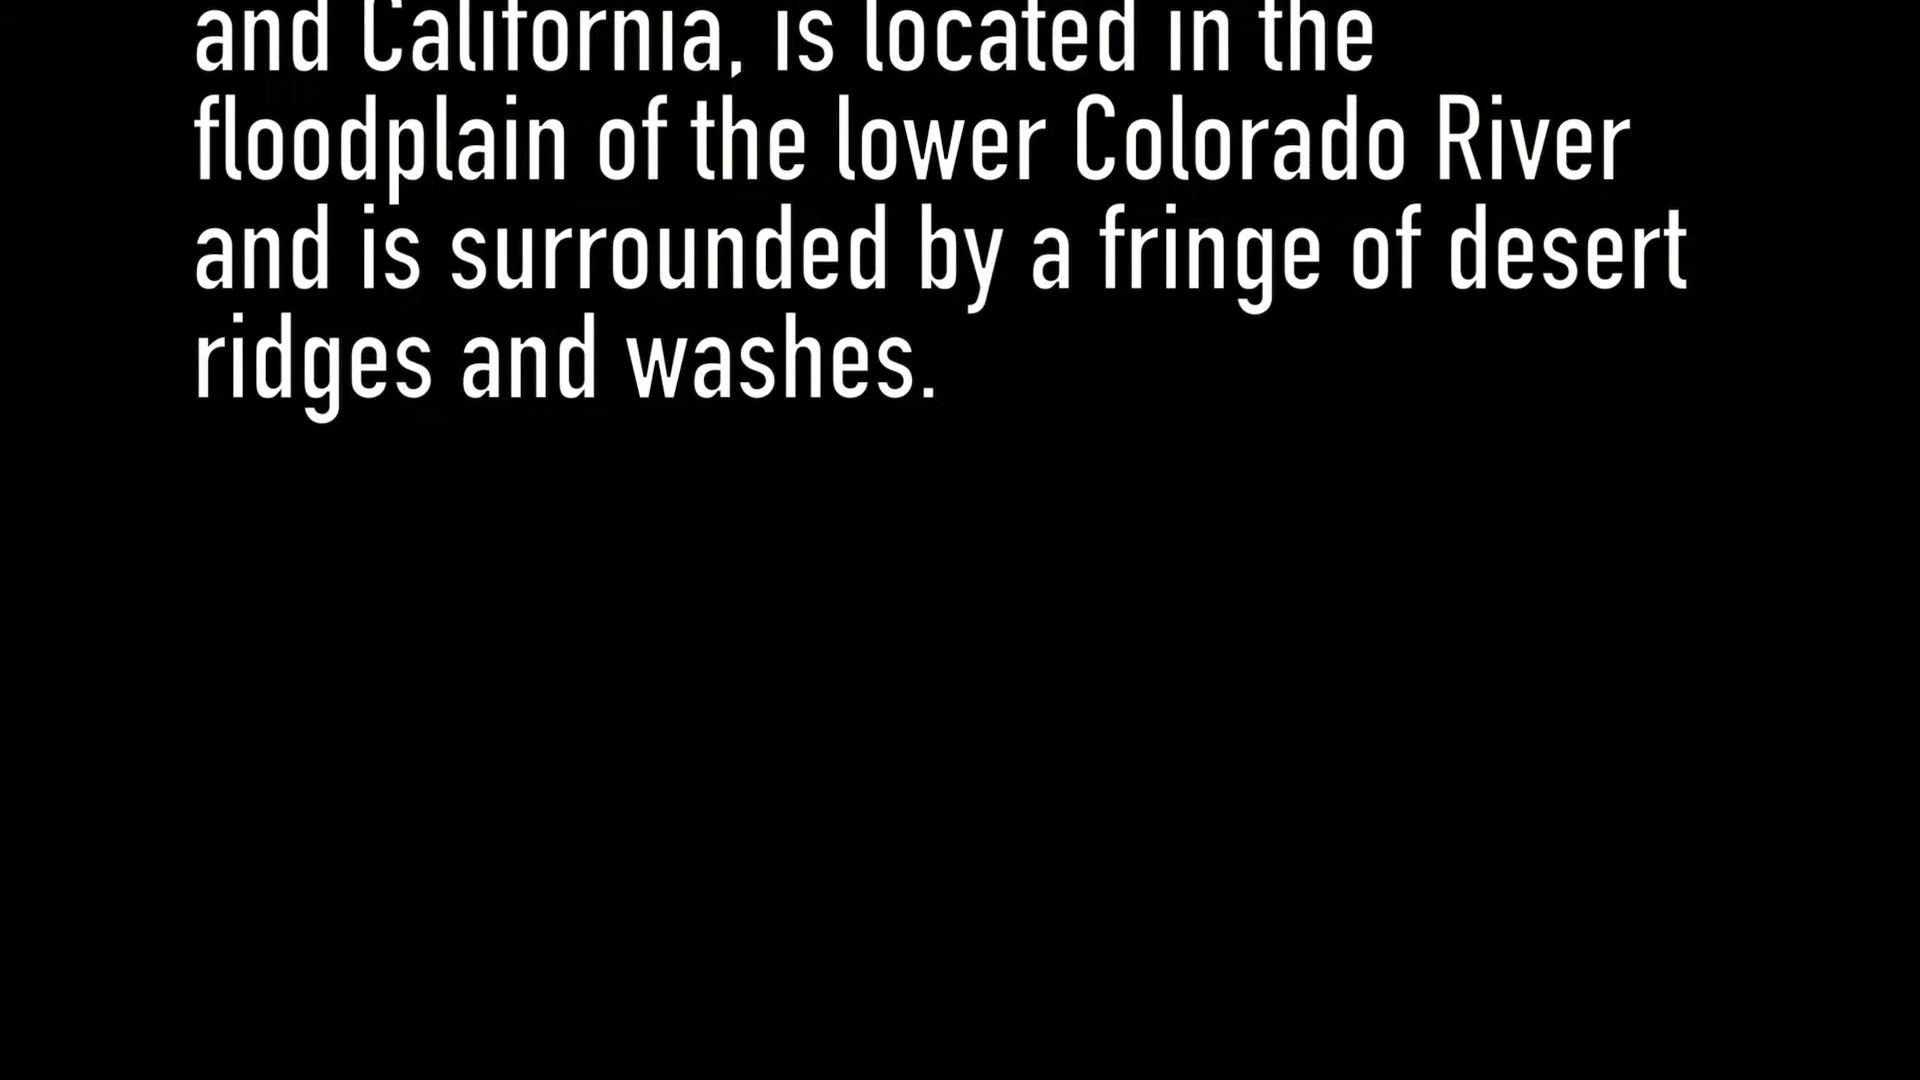 and California, is located in the
floodplain of the lower Colorado River
and is surrounded by a fringe of desert
ridges and washes.